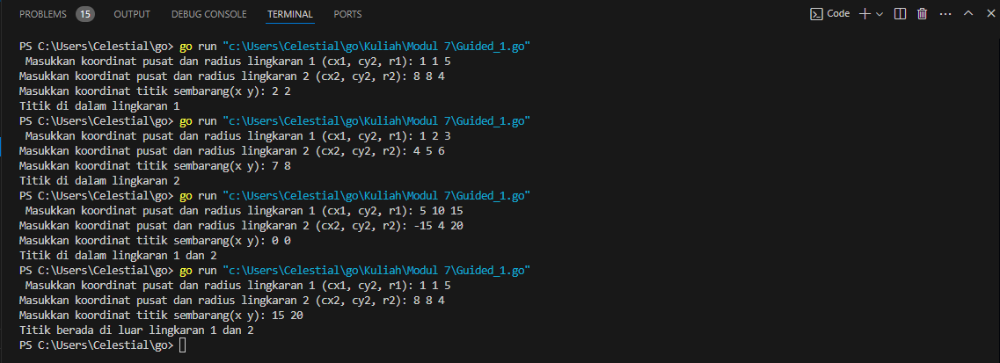 PROBLEMS 15 OUTPUT DEBUG CONSOLE TERMINAL PORTS Code
PS C:\Users\Celestial\go> go run "c:\Users\Celestial\go\Kuliah\Modul 7\Guided_1.go"
Masukkan koordinat pusat dan radius lingkaran 1 (cx1, cy2, r1): 1 1 5
Masukkan koordinat pusat dan radius lingkaran 2 (cx2, cy2, r2): 8 8 4
Masukkan koordinat titik sembarang(x y): 2 2
Titik di dalam lingkaran 1
PS C:\Users\Celestial\go> go run "c:\Users\Celestial\go\Kuliah\Modul 7\Guided_1.go"
Masukkan koordinat pusat dan radius lingkaran 1 (cx1, cy2, r1): 1 2 3
Masukkan koordinat pusat dan radius lingkaran 2 (cx2, cy2, r2): 4 5 6
Masukkan koordinat titik sembarang(x y): 7 8
Titik di dalam lingkaran 2
PS C:\Users\Celestial\go> go run "c:\Users\Celestial\go\Kuliah\Modul 7\Guided_1.go"
Masukkan koordinat pusat dan radius lingkaran 1 (cx1, cy2, r1): 5 10 15
Masukkan koordinat pusat dan radius lingkaran 2 (cx2, cy2, r2): -15 4 20
Masukkan koordinat titik sembarang(x y): 0 0
Titik di dalam lingkaran 1 dan 2
PS C:\Users\Celestial\go> go run "c:\Users\Celestial\go\Kuliah\Modul 7\Guided_1.go"
Masukkan koordinat pusat dan radius lingkaran 1 (cx1, cy2, r1): 1 1 5
Masukkan koordinat pusat dan radius lingkaran 2 (cx2, cy2, r2): 8 8 4
Masukkan koordinat titik sembarang(x y): 15 20
Titik berada di luar lingkaran 1 dan 2
PS C:\Users\Celestial\go>